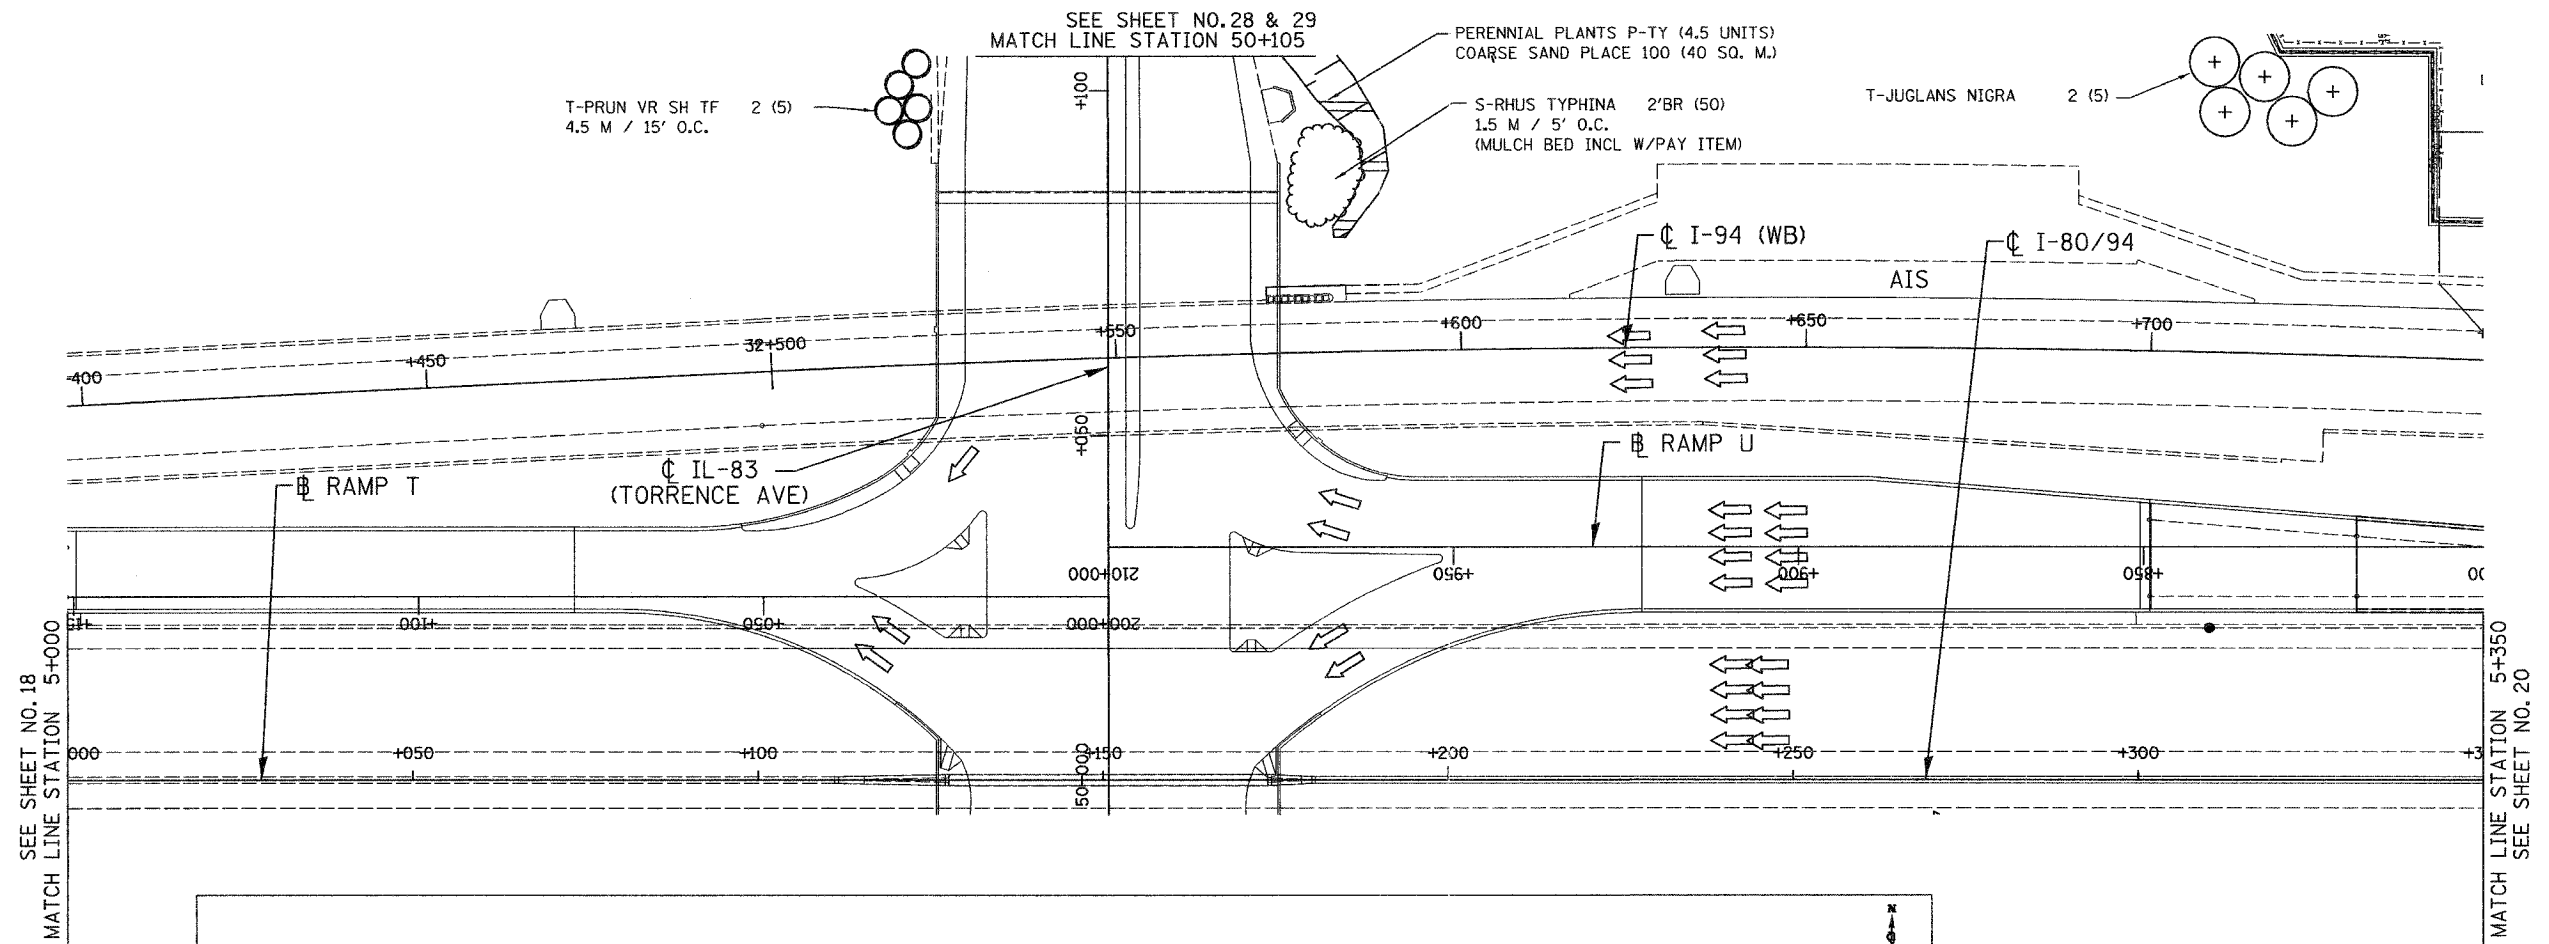 SEE SHEET NO. 28 & 29
MATCH LINE STATION 50+105
PERENNIAL PLANTS P-TY (4.5 UNITS)
COARSE SAND PLACE 100 (40 SQ. M.)
T-PRUN VR SH TF 2 (5)
4.5 M / 15' O.C.
+100
S-RHUS TYPHINA 2'BR (50)
1.5 M / 5' O.C.
(MULCH BED INCL W/PAY ITEM)
T-JUGLANS NIGRA 2 (5)
℄ I-94 (WB)
℄ I-80/94
AIS
-400
+450
32+500
+550
+600
+650
+700
+050
℄ IL-83
(TORRENCE AVE)
B͟L RAMP T
B͟L RAMP U
210+000
+950
+900
+850
00
+100
+050
200+000
000
+050
+100
+150
+200
+250
+300
+3
50+000
SEE SHEET NO. 18
MATCH LINE STATION 5+000
MATCH LINE STATION 5+350
SEE SHEET NO. 20
N